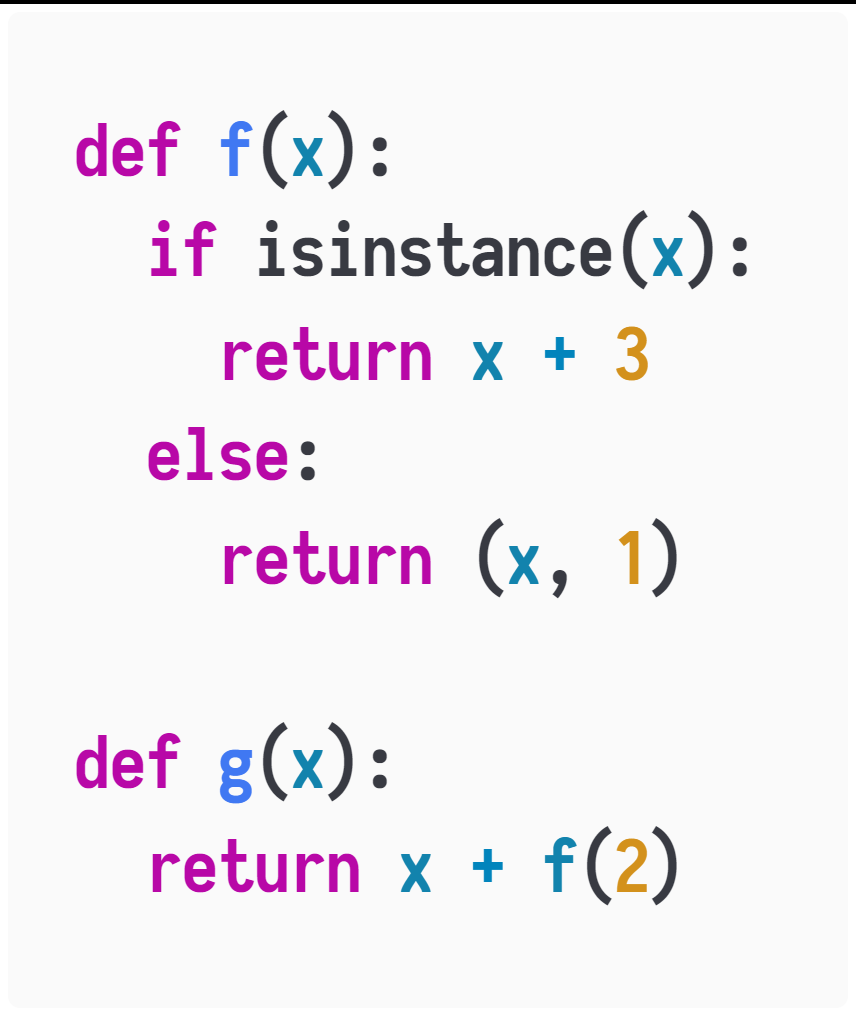 def f(x):
  if isinstance(x):
    return x + 3
  else:
    return (x, 1)

def g(x):
  return x + f(2)